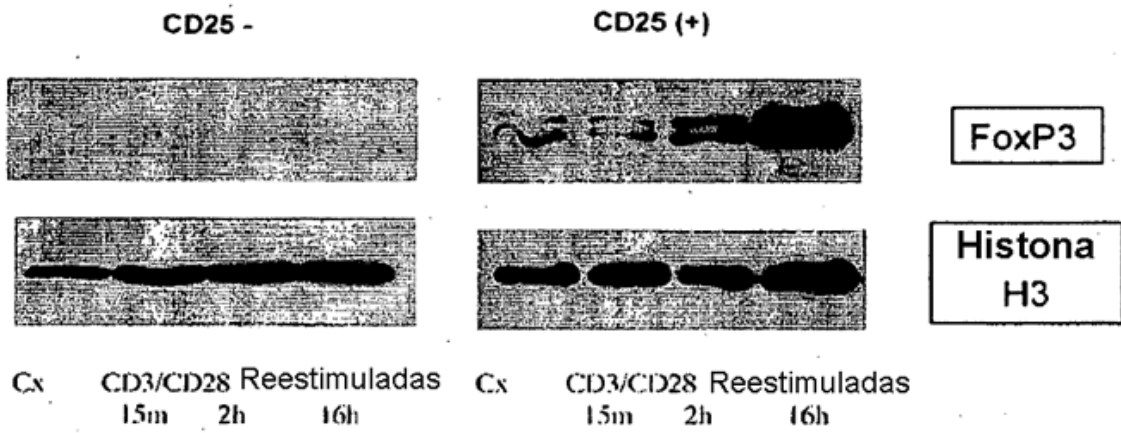 CD25 -
CD25 (+)
FoxP3
Histona
H3
Cx CD3/CD28 Reestimuladas
15m 2h 16h
Cx CD3/CD28 Reestimuladas
15m 2h 16h